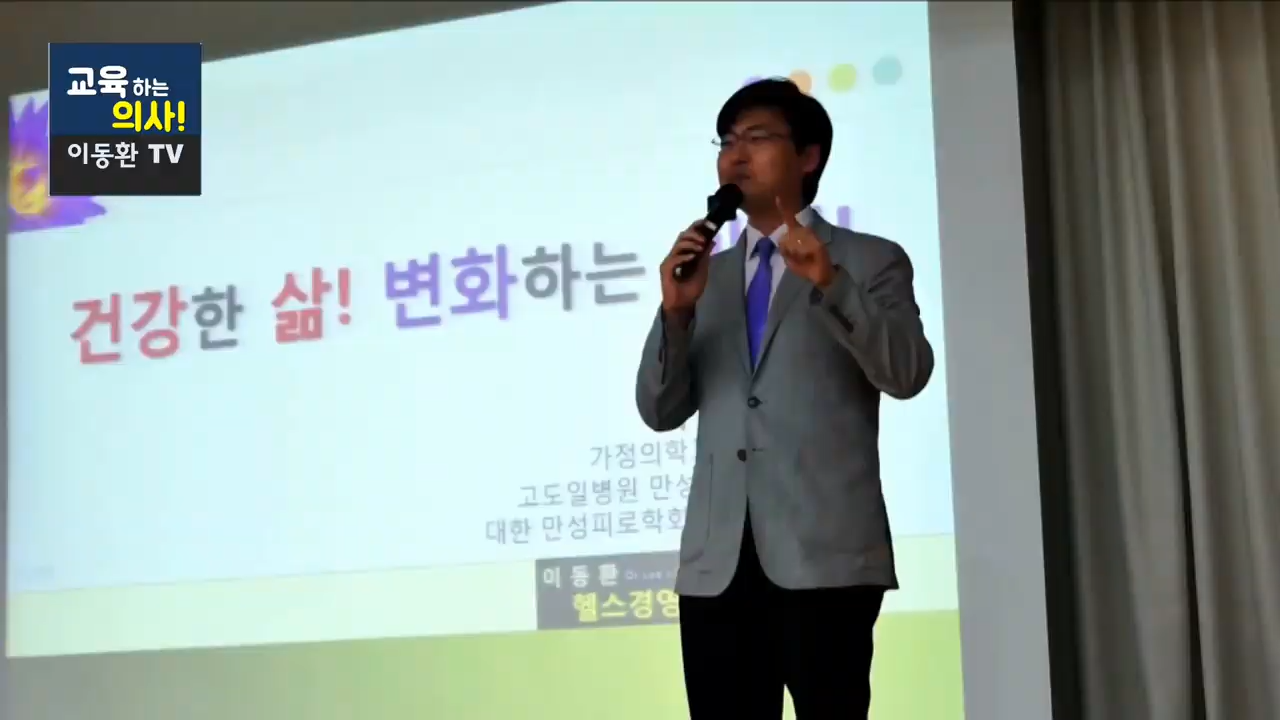 교육하는
의사!
이동환 TV
건강한 삶! 변화하는
가정의학
고도일병원 만성
대한 만성피로학회
이동환
헬스경영